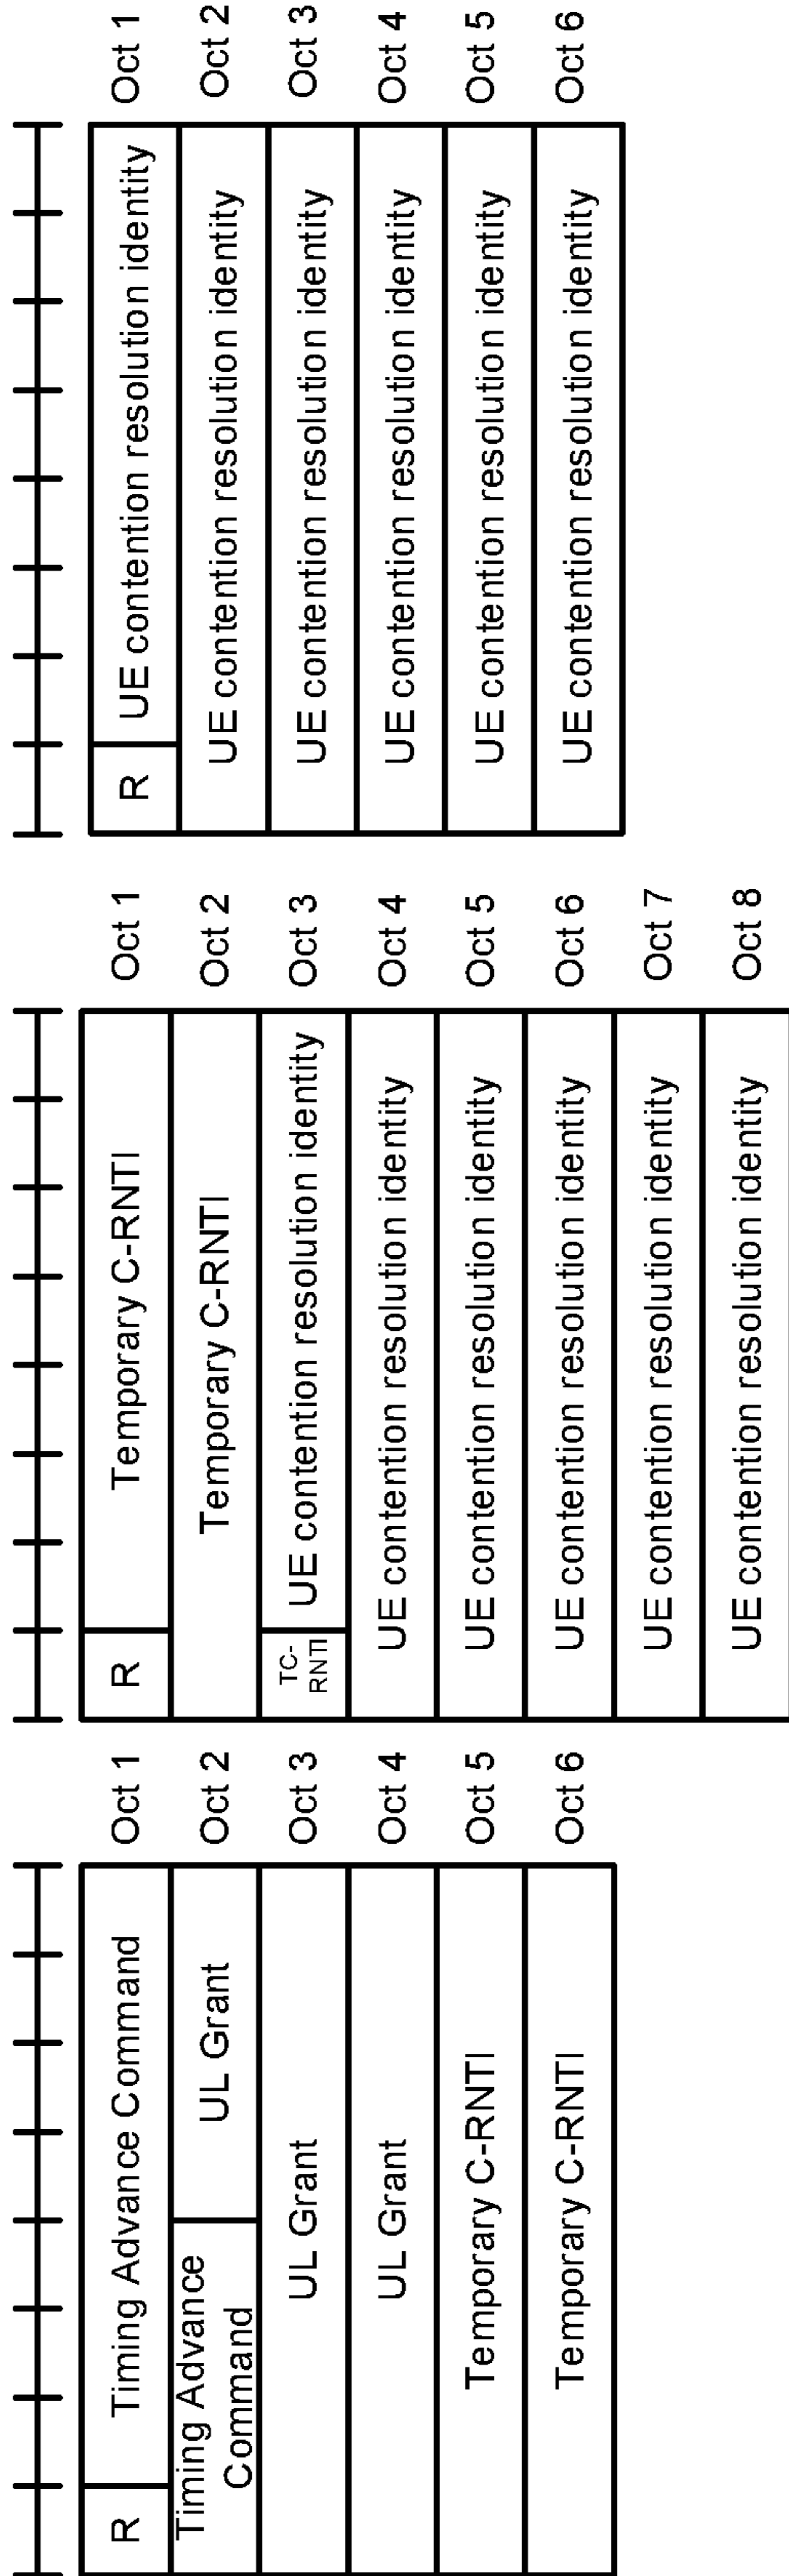 R
Timing Advance Command
Oct 1
Timing Advance
Command
UL Grant
Oct 2
UL Grant
Oct 3
UL Grant
Oct 4
Temporary C-RNTI
Oct 5
Temporary C-RNTI
Oct 6
R
Temporary C-RNTI
Oct 1
Temporary C-RNTI
Oct 2
TC-
RNTI
UE contention resolution identity
Oct 3
UE contention resolution identity
Oct 4
UE contention resolution identity
Oct 5
UE contention resolution identity
Oct 6
UE contention resolution identity
Oct 7
UE contention resolution identity
Oct 8
R
UE contention resolution identity
Oct 1
UE contention resolution identity
Oct 2
UE contention resolution identity
Oct 3
UE contention resolution identity
Oct 4
UE contention resolution identity
Oct 5
UE contention resolution identity
Oct 6